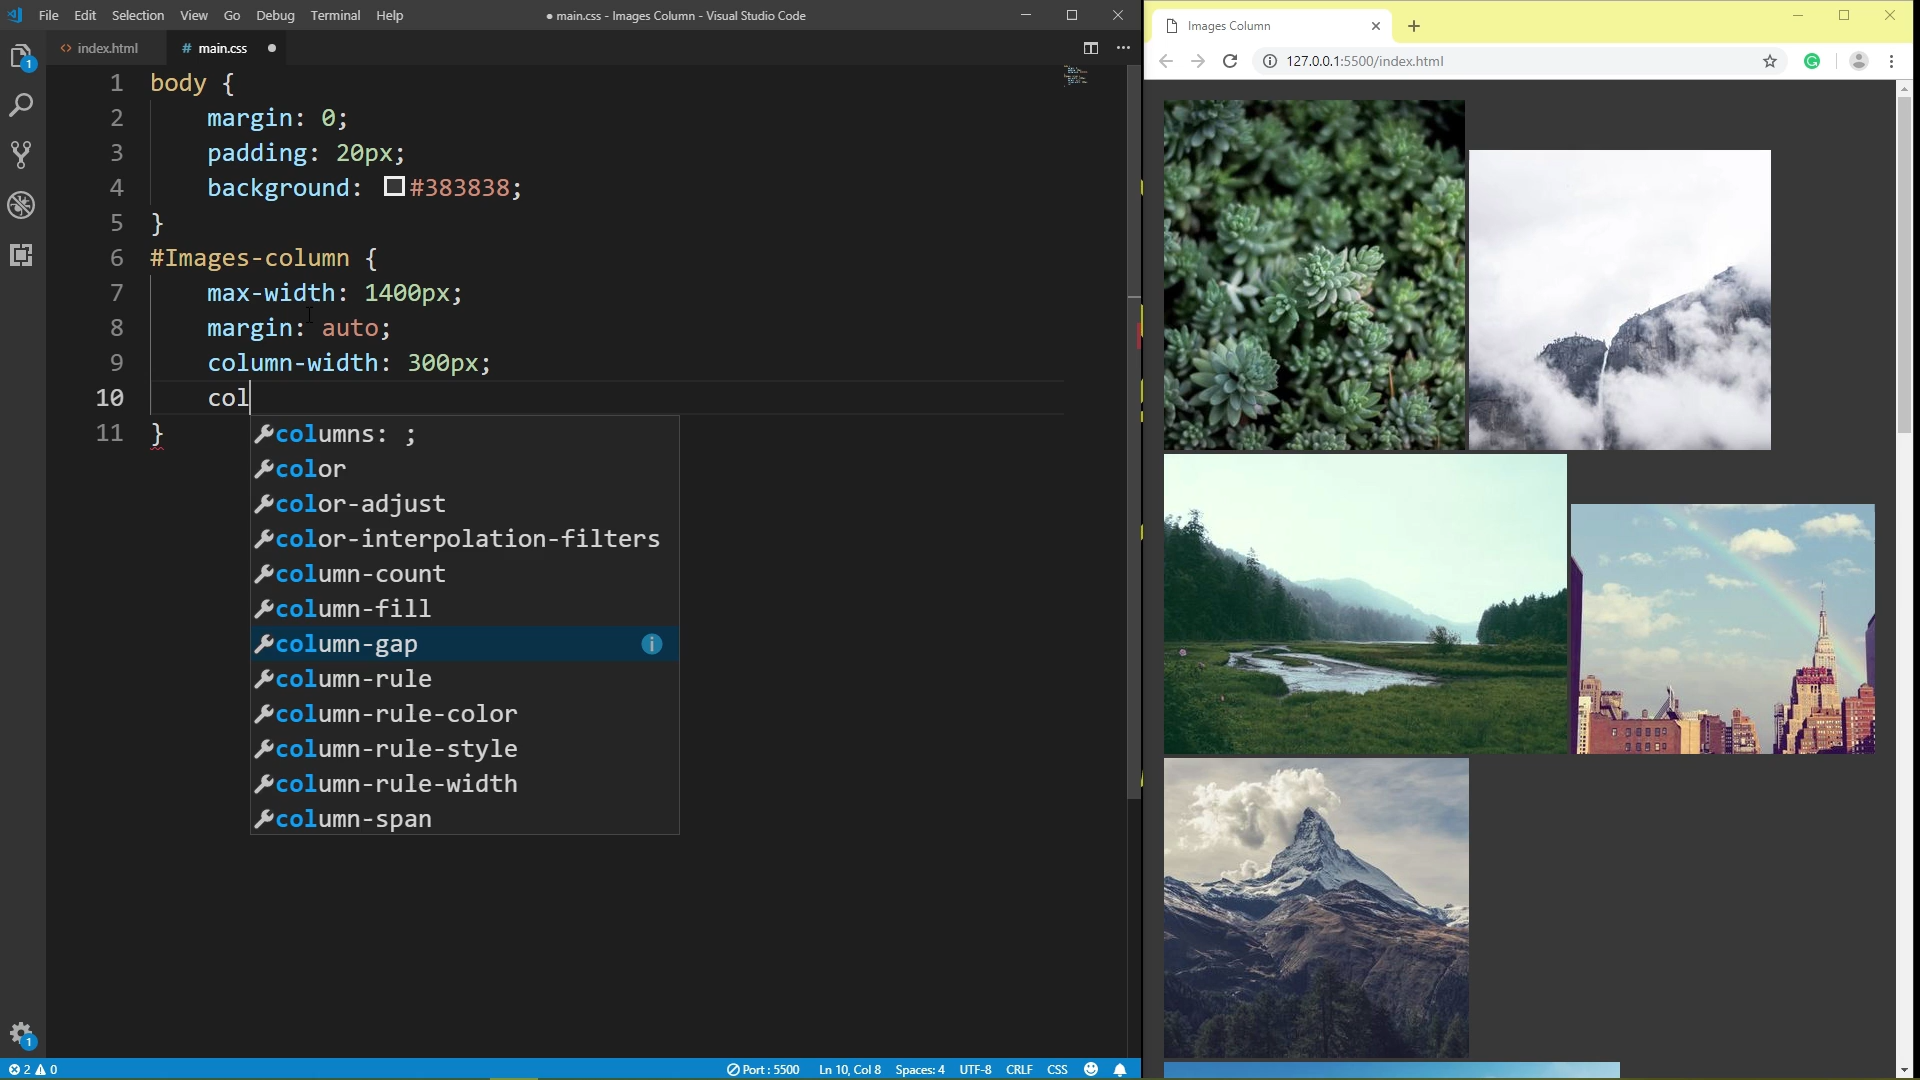 File Edit Selection View Go Debug Terminal Help
● main.css - Images Column - Visual Studio Code
Images Column
index.html
# main.css
127.0.0.1:5500/index.html
1 body {
2 margin: 0;
3 padding: 20px;
4 background: #383838;
5 }
6 #Images-column {
7 max-width: 1400px;
8 margin: auto;
9 column-width: 300px;
10 col
11 }
columns: ;
color
color-adjust
color-interpolation-filters
column-count
column-fill
column-gap
column-rule
column-rule-color
column-rule-style
column-rule-width
column-span
1
1
2 0
Port : 5500
Ln 10, Col 8
Spaces: 4
UTF-8
CRLF
CSS